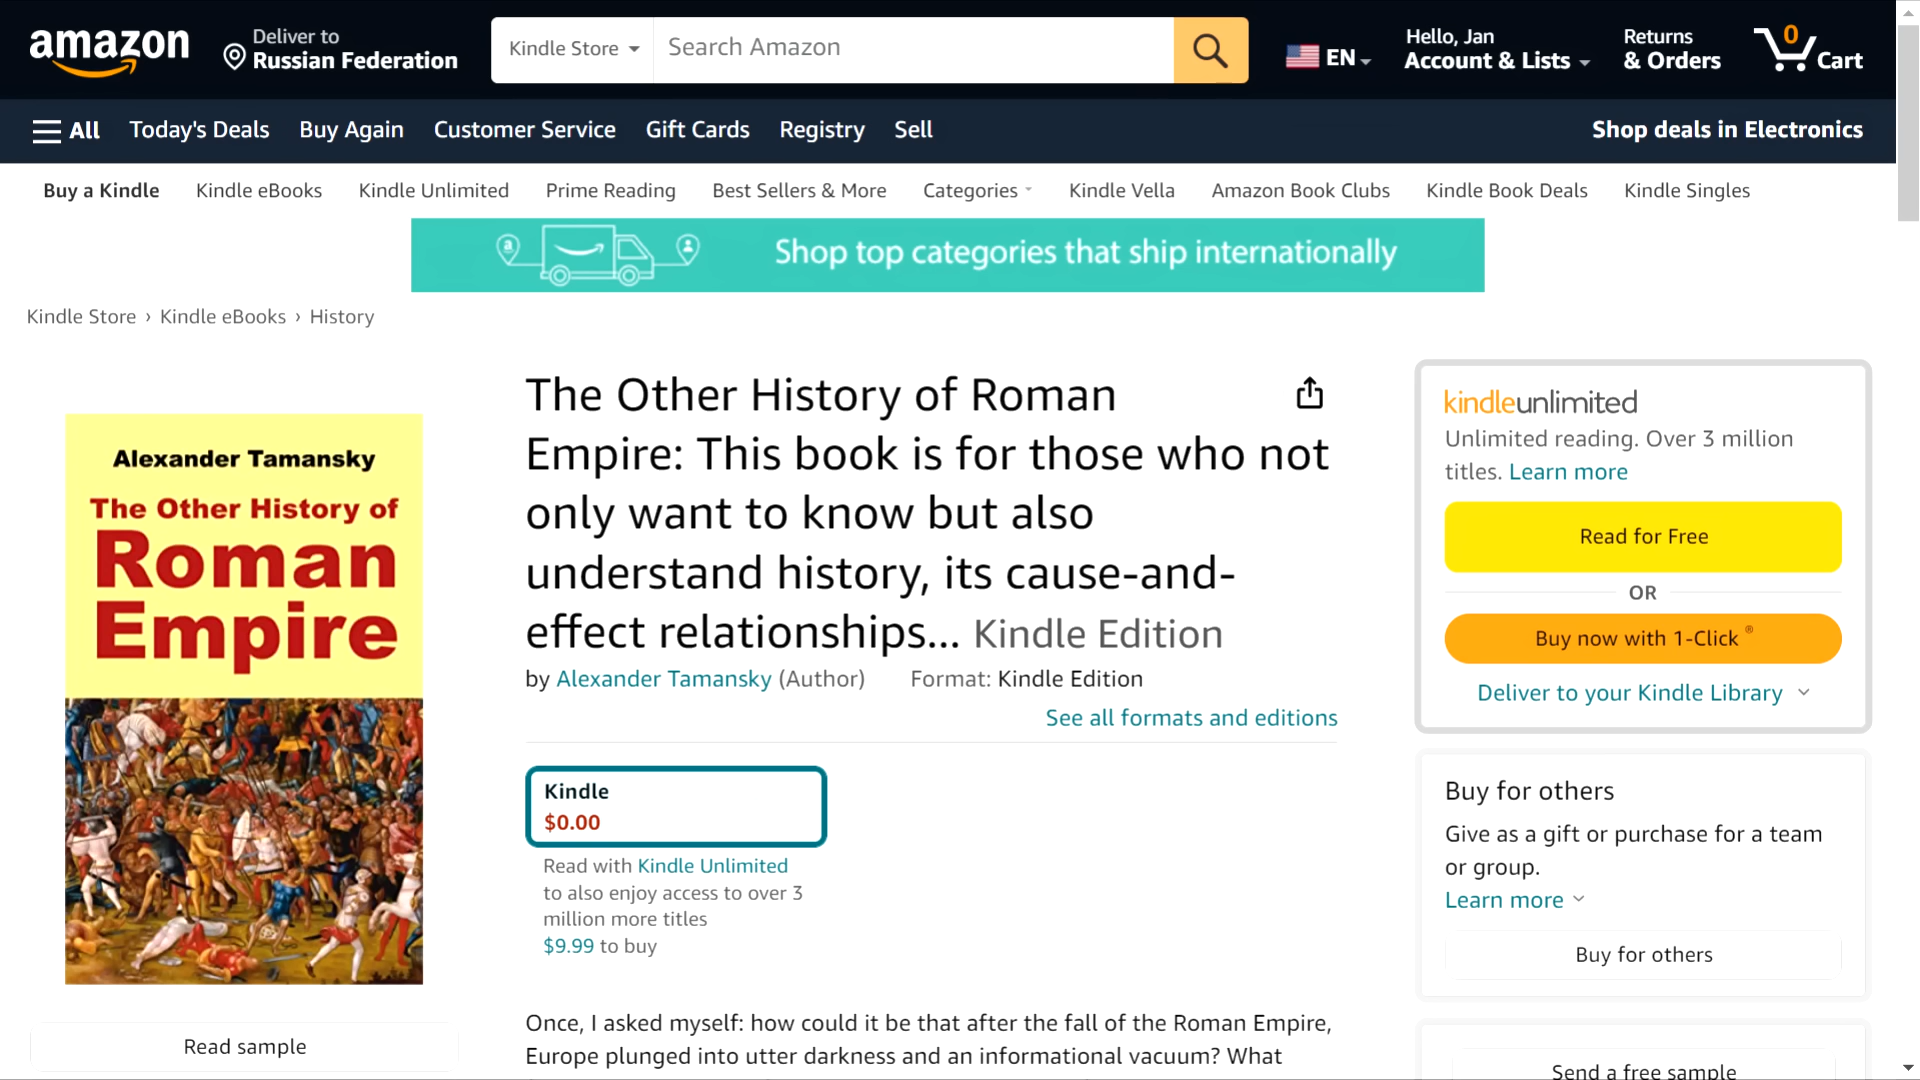 amazon
Deliver to
Russian Federation
Kindle Store
Search Amazon
EN
Hello, Jan
Account & Lists
Returns
& Orders
0
Cart
All
Today's Deals
Buy Again
Customer Service
Gift Cards
Registry
Sell
Shop deals in Electronics
Buy a Kindle
Kindle eBooks
Kindle Unlimited
Prime Reading
Best Sellers & More
Categories
Kindle Vella
Amazon Book Clubs
Kindle Book Deals
Kindle Singles
a
Shop top categories that ship internationally
Kindle Store › Kindle eBooks › History
Alexander Tamansky
The Other History of
Roman
Empire
Read sample
The Other History of Roman
Empire: This book is for those who not
only want to know but also
understand history, its cause-and-
effect relationships... Kindle Edition
by Alexander Tamansky (Author)
Format: Kindle Edition
See all formats and editions
Kindle
$0.00
Read with Kindle Unlimited
to also enjoy access to over 3
million more titles
$9.99 to buy
Once, I asked myself: how could it be that after the fall of the Roman Empire,
Europe plunged into utter darkness and an informational vacuum? What
kindleunlimited
Unlimited reading. Over 3 million
titles. Learn more
Read for Free
OR
Buy now with 1-Click ®
Deliver to your Kindle Library
Buy for others
Give as a gift or purchase for a team
or group.
Learn more
Buy for others
Send a free sample